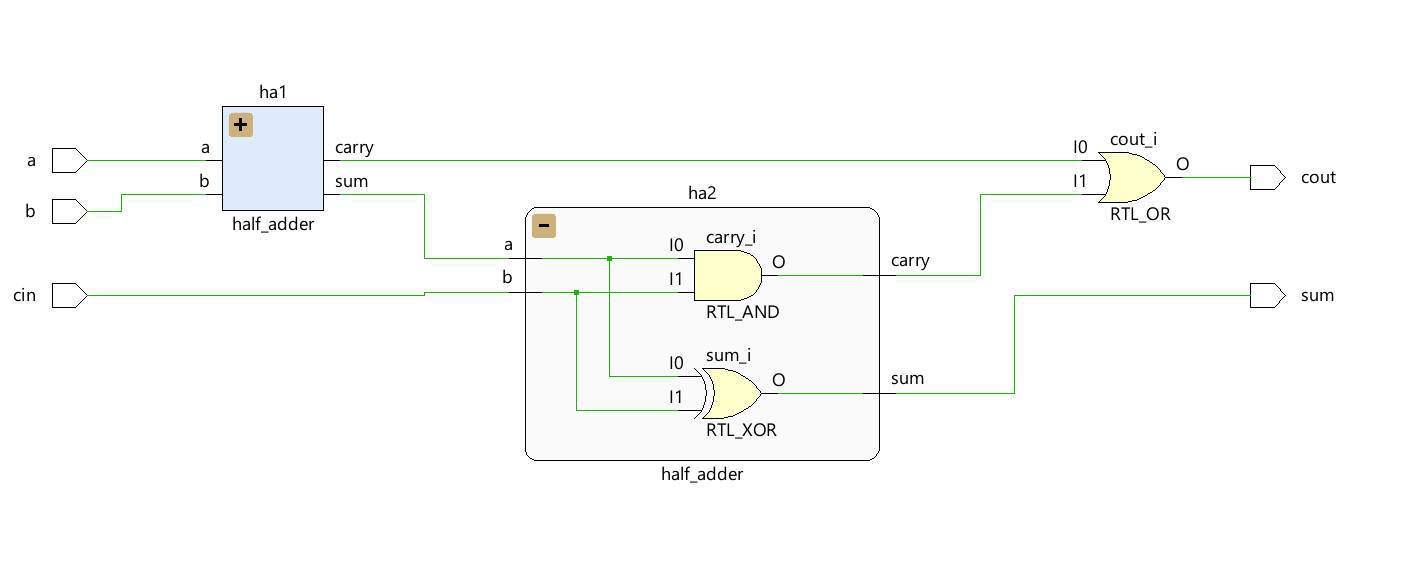 ha1
+
a
a
carry
b
sum
b
half_adder
cin
ha2
-
a
b
I0
carry_i
I1
O
RTL_AND
I0
sum_i
I1
O
RTL_XOR
carry
sum
half_adder
I0
cout_i
I1
O
RTL_OR
cout
sum